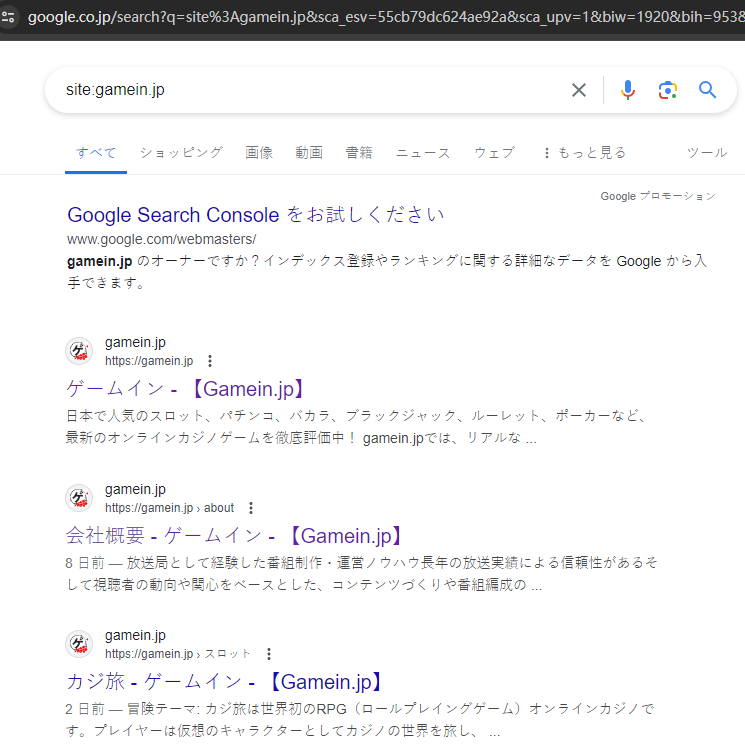 google.co.jp/search?q=site%3Agamein.jp&sca_esv=55cb79dc624ae92a&sca_upv=1&biw=1920&bih=953&
site:gamein.jp
すべて ショッピング 画像 動画 書籍 ニュース ウェブ もっと見る ツール
Google プロモーション
Google Search Console をお試しください
www.google.com/webmasters/
gamein.jp のオーナーですか？インデックス登録やランキングに関する詳細なデータを Google から入
手できます。
gamein.jp
https://gamein.jp
ゲームイン - 【Gamein.jp】
日本で人気のスロット、パチンコ、バカラ、ブラックジャック、ルーレット、ポーカーなど、
最新のオンラインカジノゲームを徹底評価中！ gamein.jpでは、リアルな ...
gamein.jp
https://gamein.jp › about
会社概要 - ゲームイン - 【Gamein.jp】
8 日前 — 放送局として経験した番組制作・運営ノウハウ長年の放送実績による信頼性があるそ
して視聴者の動向や関心をベースとした、コンテンツづくりや番組編成の ...
gamein.jp
https://gamein.jp › スロット
カジ旅 - ゲームイン - 【Gamein.jp】
2 日前 — 冒険テーマ: カジ旅は世界初のRPG（ロールプレイングゲーム）オンラインカジノで
す。プレイヤーは仮想のキャラクターとしてカジノの世界を旅し、 ...